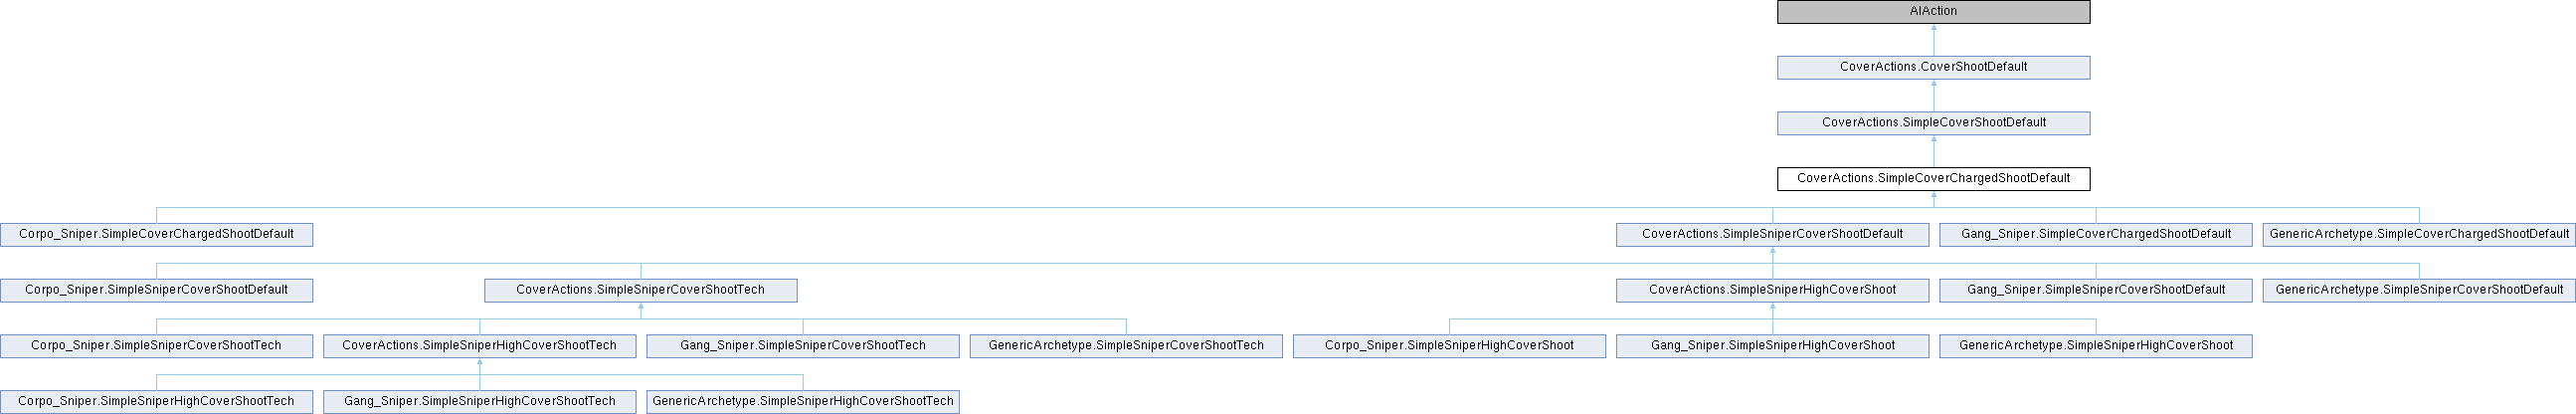 AIAction
CoverActions.CoverShootDefault
CoverActions.SimpleCoverShootDefault
CoverActions.SimpleCoverChargedShootDefault
Corpo_Sniper.SimpleCoverChargedShootDefault
CoverActions.SimpleSniperCoverShootDefault
Gang_Sniper.SimpleCoverChargedShootDefault
GenericArchetype.SimpleCoverChargedShootDefault
Corpo_Sniper.SimpleSniperCoverShootDefault
CoverActions.SimpleSniperCoverShootTech
CoverActions.SimpleSniperHighCoverShoot
Gang_Sniper.SimpleSniperCoverShootDefault
GenericArchetype.SimpleSniperCoverShootDefault
Corpo_Sniper.SimpleSniperCoverShootTech
CoverActions.SimpleSniperHighCoverShootTech
Gang_Sniper.SimpleSniperCoverShootTech
GenericArchetype.SimpleSniperCoverShootTech
Corpo_Sniper.SimpleSniperHighCoverShoot
Gang_Sniper.SimpleSniperHighCoverShoot
GenericArchetype.SimpleSniperHighCoverShoot
Corpo_Sniper.SimpleSniperHighCoverShootTech
Gang_Sniper.SimpleSniperHighCoverShootTech
GenericArchetype.SimpleSniperHighCoverShootTech